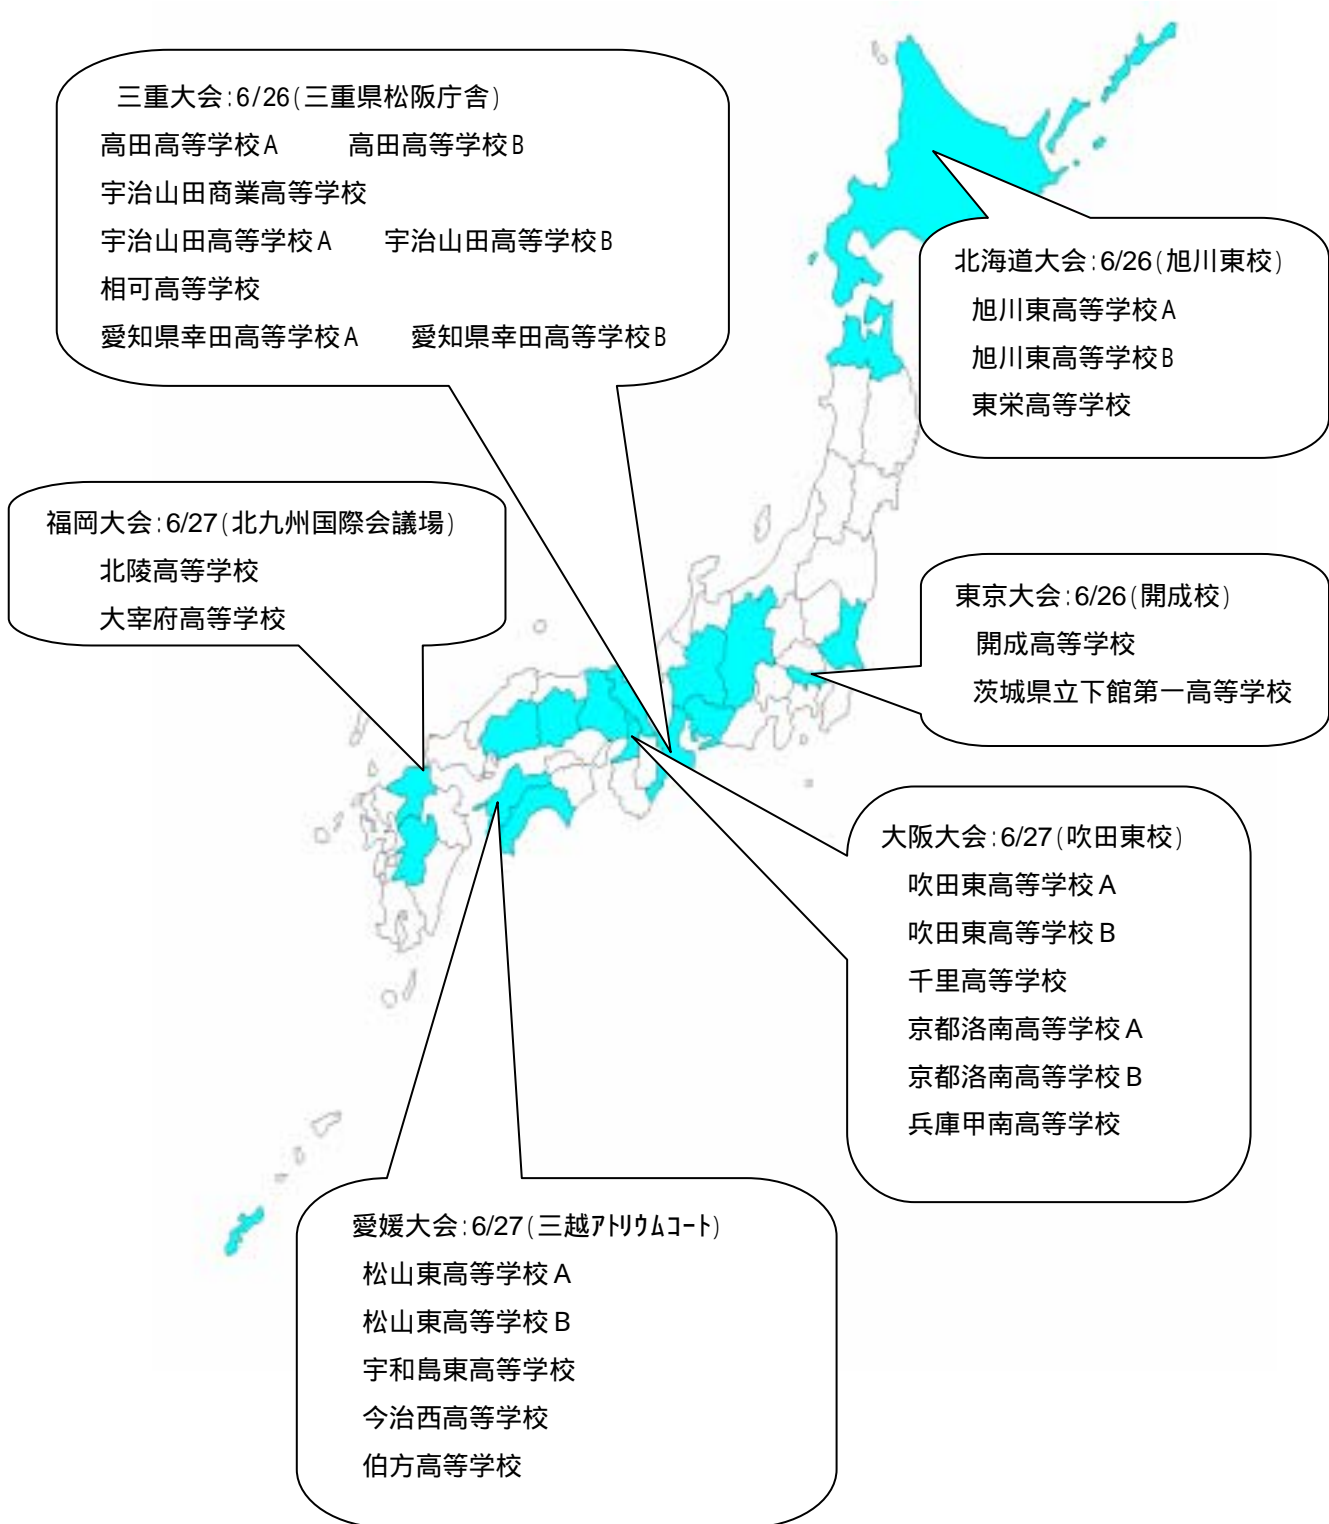 三重大会:6/26(三重県松阪庁舎)
高田高等学校A 高田高等学校B
宇治山田商業高等学校
宇治山田高等学校A 宇治山田高等学校B
相可高等学校
愛知県幸田高等学校A 愛知県幸田高等学校B
北海道大会:6/26(旭川東校)
旭川東高等学校A
旭川東高等学校B
東栄高等学校
福岡大会:6/27(北九州国際会議場)
北陵高等学校
大宰府高等学校
東京大会:6/26(開成校)
開成高等学校
茨城県立下館第一高等学校
大阪大会:6/27(吹田東校)
吹田東高等学校A
吹田東高等学校B
千里高等学校
京都洛南高等学校A
京都洛南高等学校B
兵庫甲南高等学校
愛媛大会:6/27(三越ｱﾄﾘｳﾑｺｰﾄ)
松山東高等学校A
松山東高等学校B
宇和島東高等学校
今治西高等学校
伯方高等学校